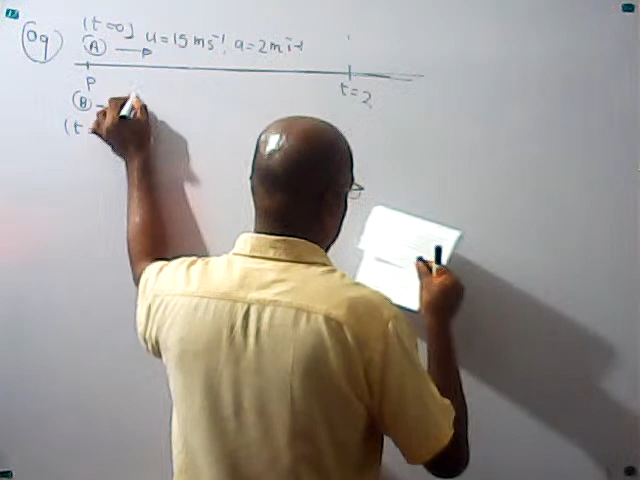 09
(t=0)
A → u=15ms⁻¹, a=2ms⁻²
P
t=2
B
(t